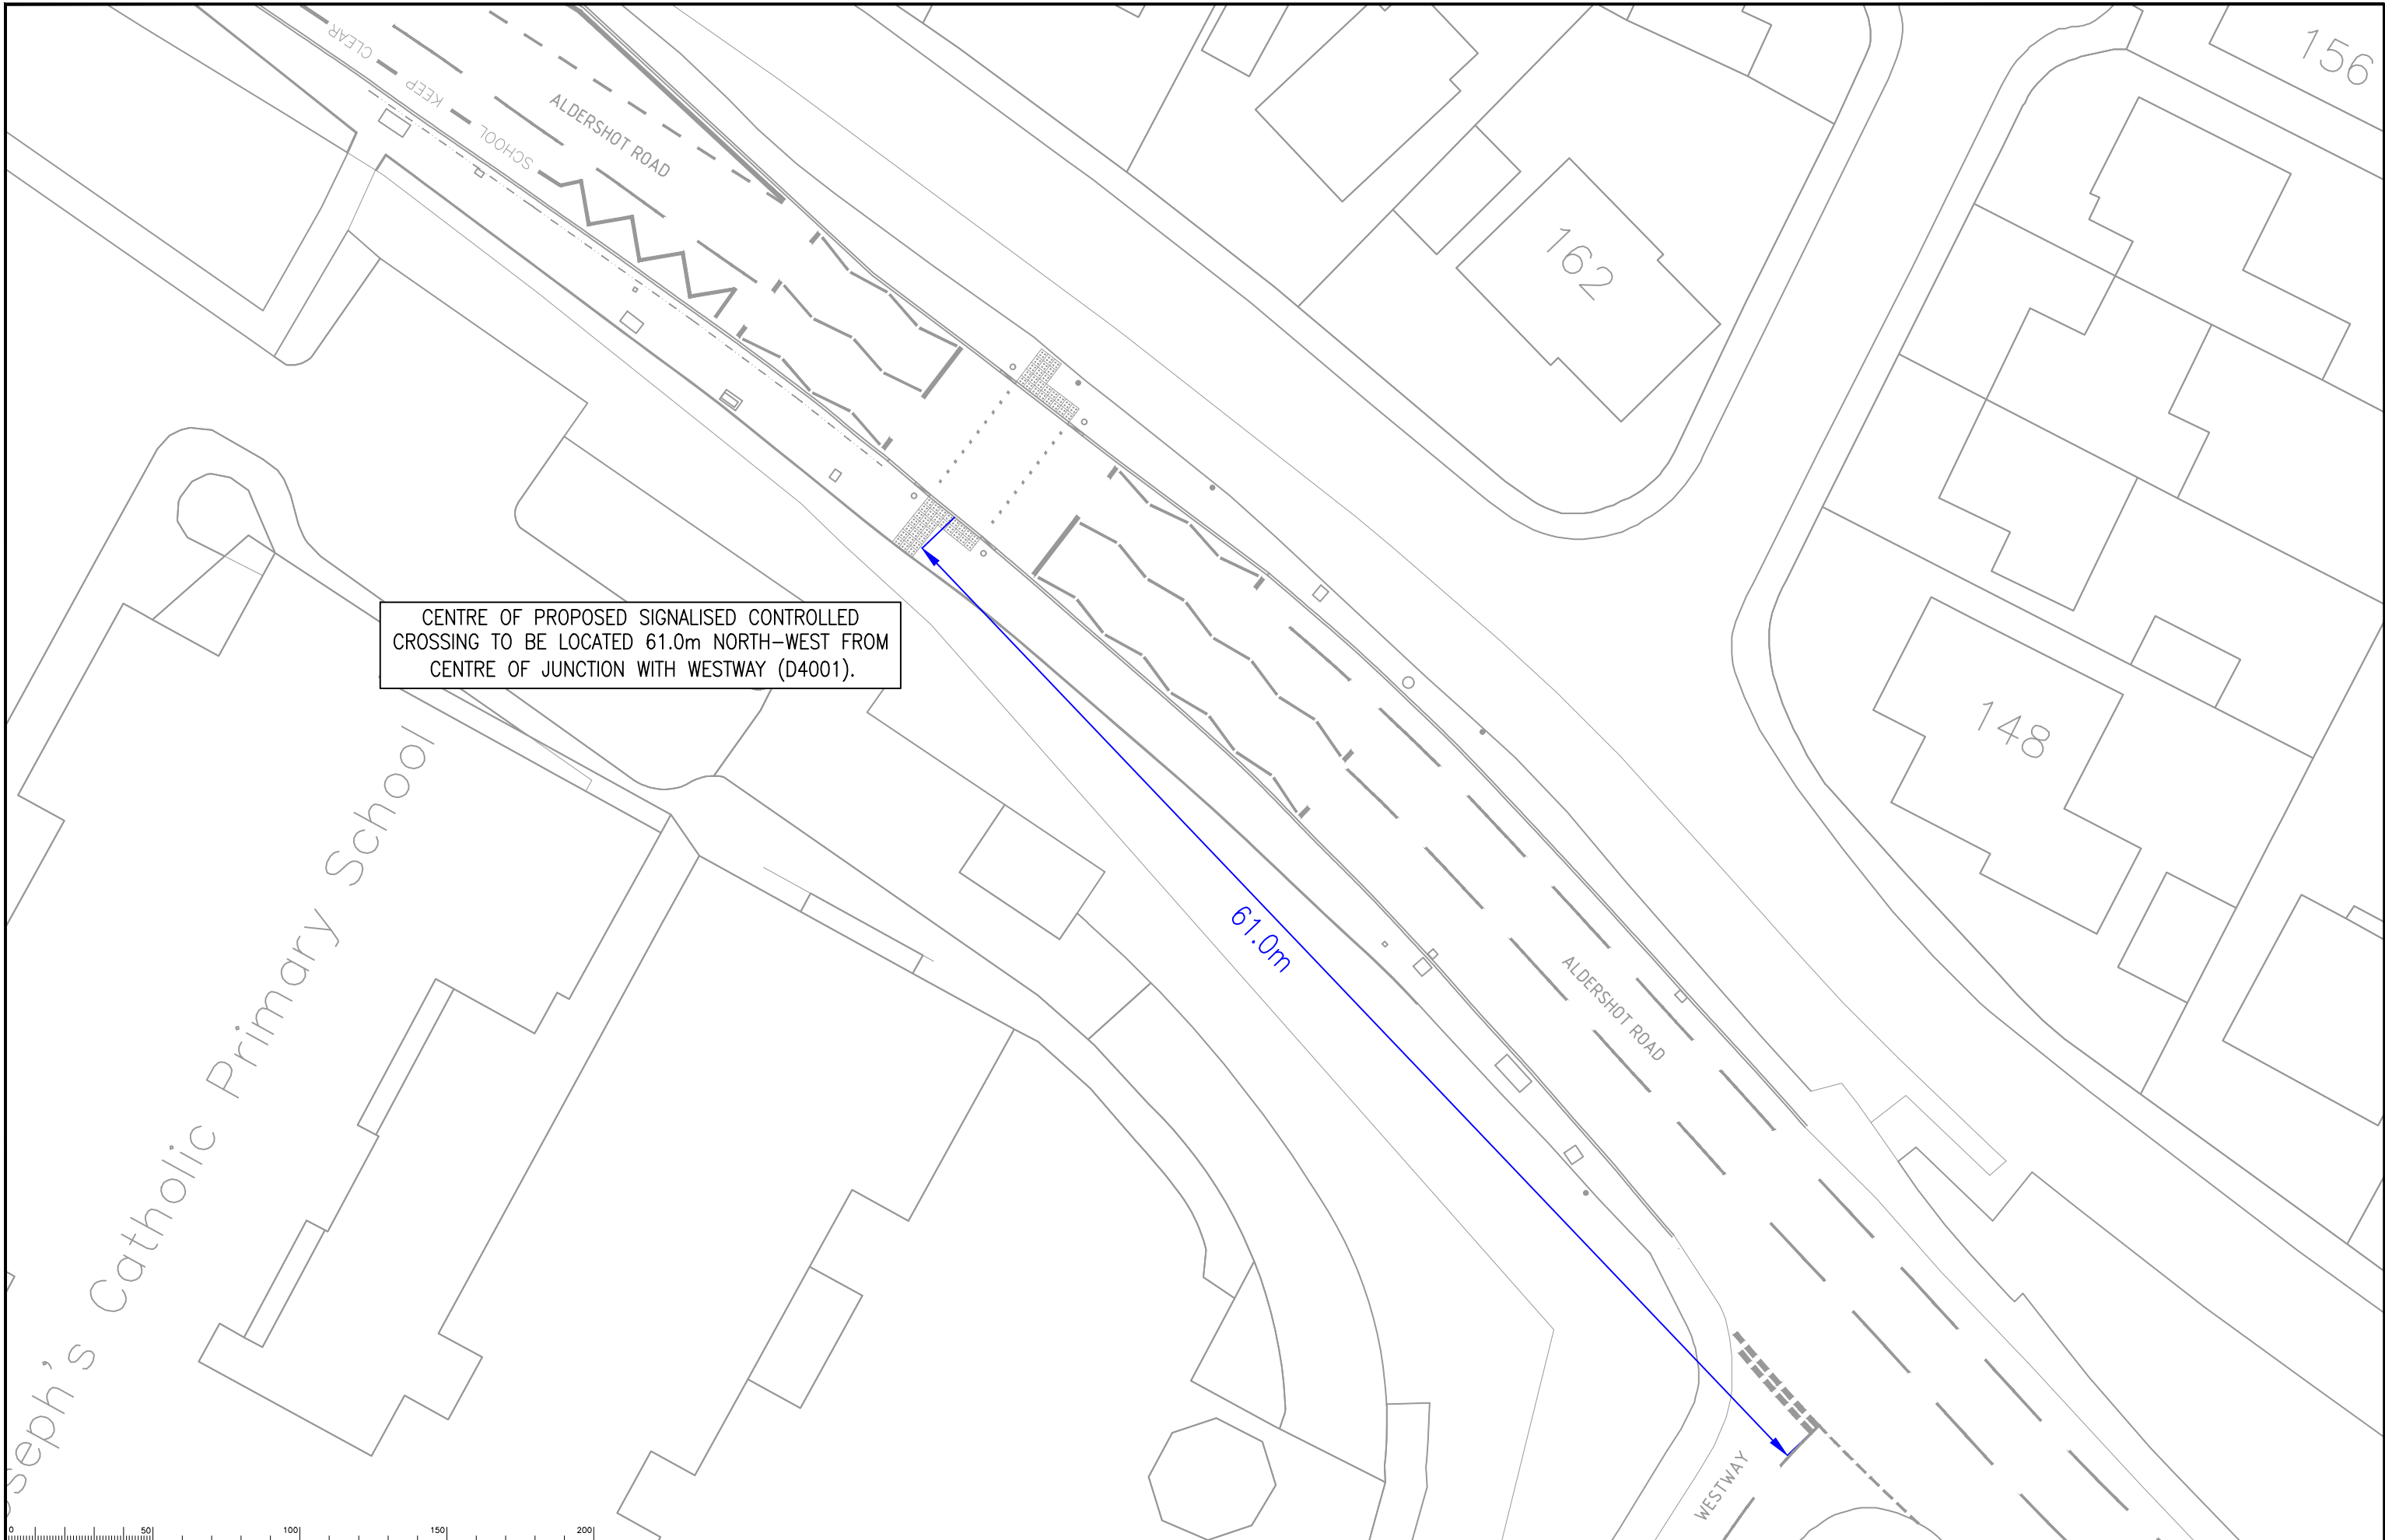 156
CLEAR
KEEP
SCHOOL
ALDERSHOT ROAD
162
CENTRE OF PROPOSED SIGNALISED CONTROLLED
CROSSING TO BE LOCATED 61.0m NORTH-WEST FROM
CENTRE OF JUNCTION WITH WESTWAY (D4001).
148
seph's Catholic Primary School
61.0m
ALDERSHOT ROAD
WESTWAY
0 50 100 150 200